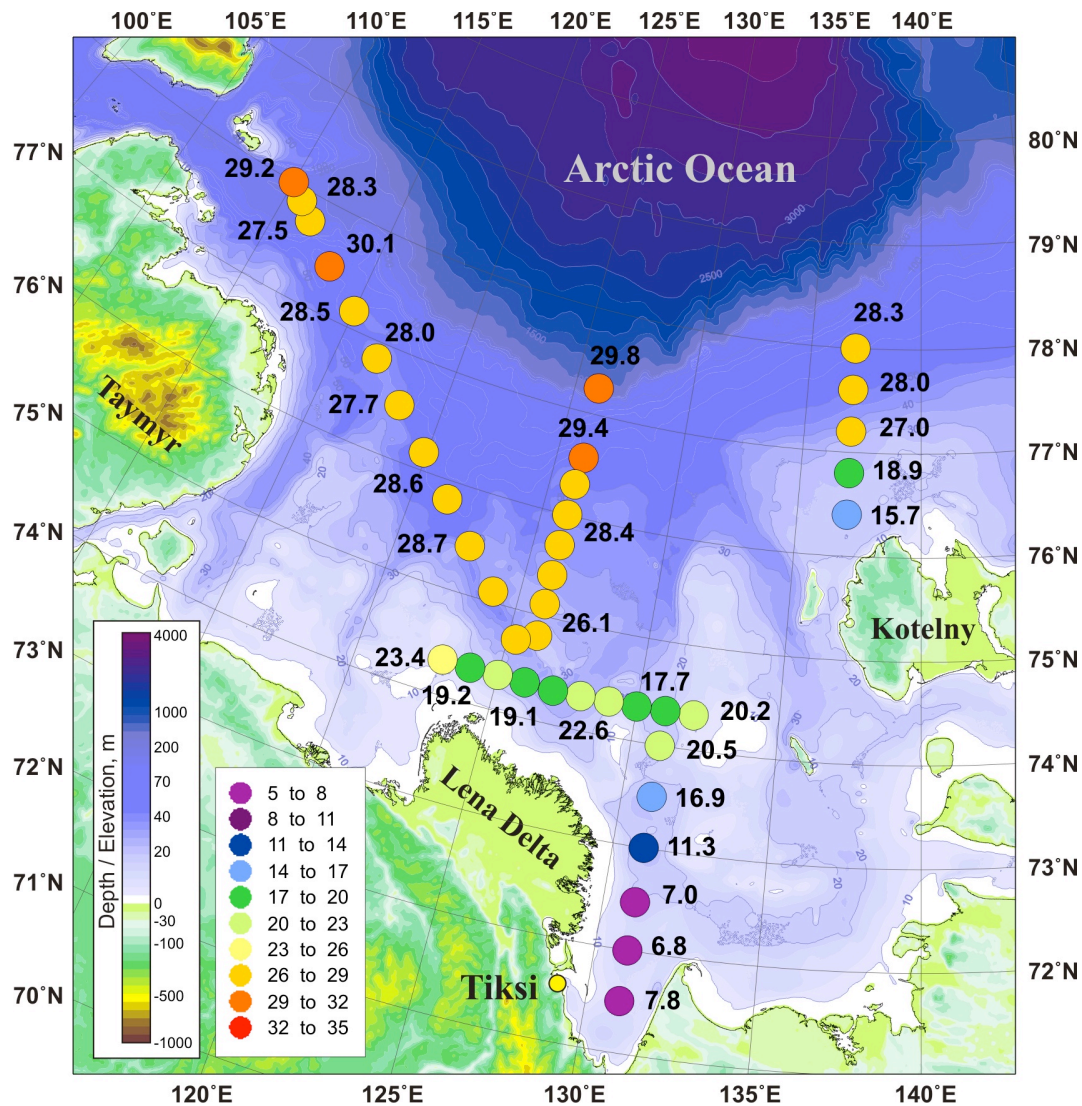 100˚E 105˚E 110˚E 115˚E 120˚E 125˚E 130˚E 135˚E 140˚E
77˚N
76˚N
75˚N
74˚N
73˚N
72˚N
71˚N
70˚N
80˚N
79˚N
78˚N
77˚N
76˚N
75˚N
74˚N
73˚N
72˚N
Arctic Ocean
3000
2500
1500
29.2
28.3
27.5
30.1
28.5
28.0
27.7
28.6
28.7
29.8
29.4
28.4
26.1
28.3
28.0
27.0
18.9
15.7
23.4
19.2
19.1
22.6
17.7
20.2
20.5
16.9
11.3
7.0
6.8
7.8
Taymyr
Kotelny
Lena Delta
Tiksi
Depth / Elevation, m
4000
1000
200
70
40
20
0
-30
-100
-500
-1000
5 to 8
8 to 11
11 to 14
14 to 17
17 to 20
20 to 23
23 to 26
26 to 29
29 to 32
32 to 35
120˚E 125˚E 130˚E 135˚E 140˚E